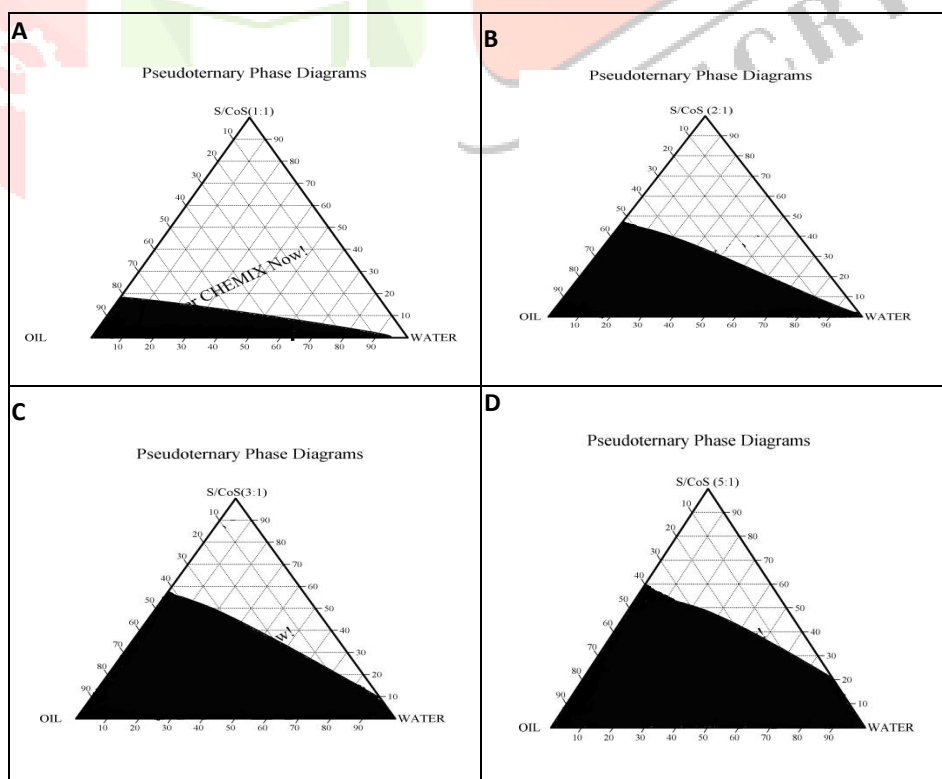 A
Pseudoternary Phase Diagrams
S/CoS(1:1)
10 90
20 80
30 70
40 60
50 50
60 40
70 30
80 20
90 10
OIL WATER
10 20 30 40 50 60 70 80 90
CHEMIX Now!
B
Pseudoternary Phase Diagrams
S/CoS (2:1)
10 90
20 80
30 70
40 60
50 50
60 40
70 30
80 20
90 10
OIL WATER
10 20 30 40 50 60 70 80 90
C
Pseudoternary Phase Diagrams
S/CoS(3:1)
10 90
20 80
30 70
40 60
50 50
60 40
70 30
80 20
90 10
OIL WATER
10 20 30 40 50 60 70 80 90
D
Pseudoternary Phase Diagrams
S/CoS (5:1)
10 90
20 80
30 70
40 60
50 50
60 40
70 30
80 20
90 10
OIL WATER
10 20 30 40 50 60 70 80 90